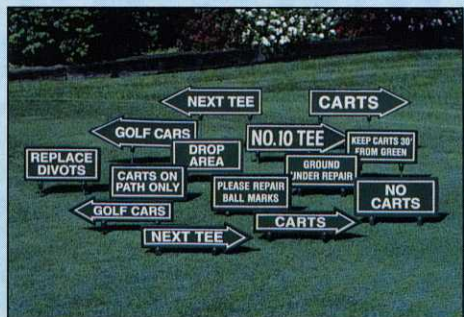 NEXT TEE
CARTS
GOLF CARS
NO.10 TEE
KEEP CARTS 30'
FROM GREEN
REPLACE
DIVOTS
DROP
AREA
GROUND
UNDER REPAIR
CARTS ON
PATH ONLY
PLEASE REPAIR
BALL MARKS
NO
CARTS
GOLF CARS
CARTS
NEXT TEE